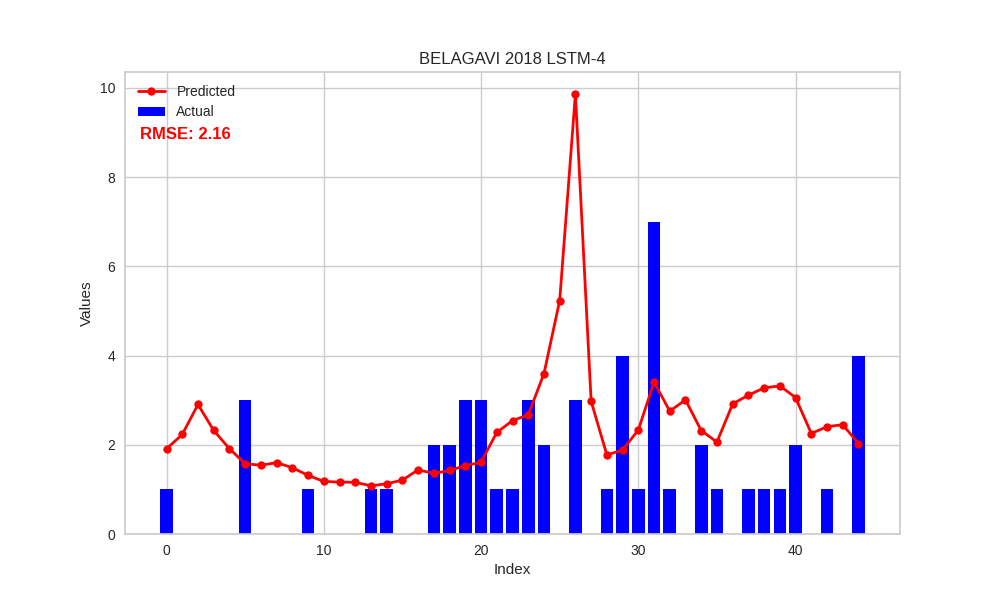 BELAGAVI 2018 LSTM-4
Predicted
Actual
RMSE: 2.16
10
8
6
4
2
0
Values
0 10 20 30 40
Index